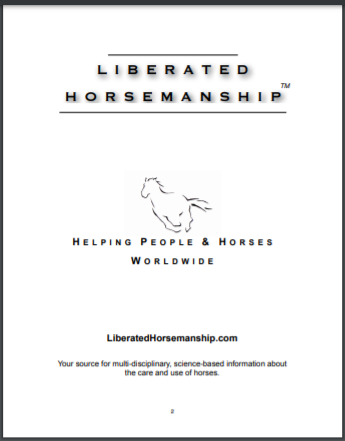 LIBERATED
HORSEMANSHIP™
HELPING PEOPLE & HORSES
WORLDWIDE
LiberatedHorsemanship.com
Your source for multi-disciplinary, science-based information about
the care and use of horses.
2